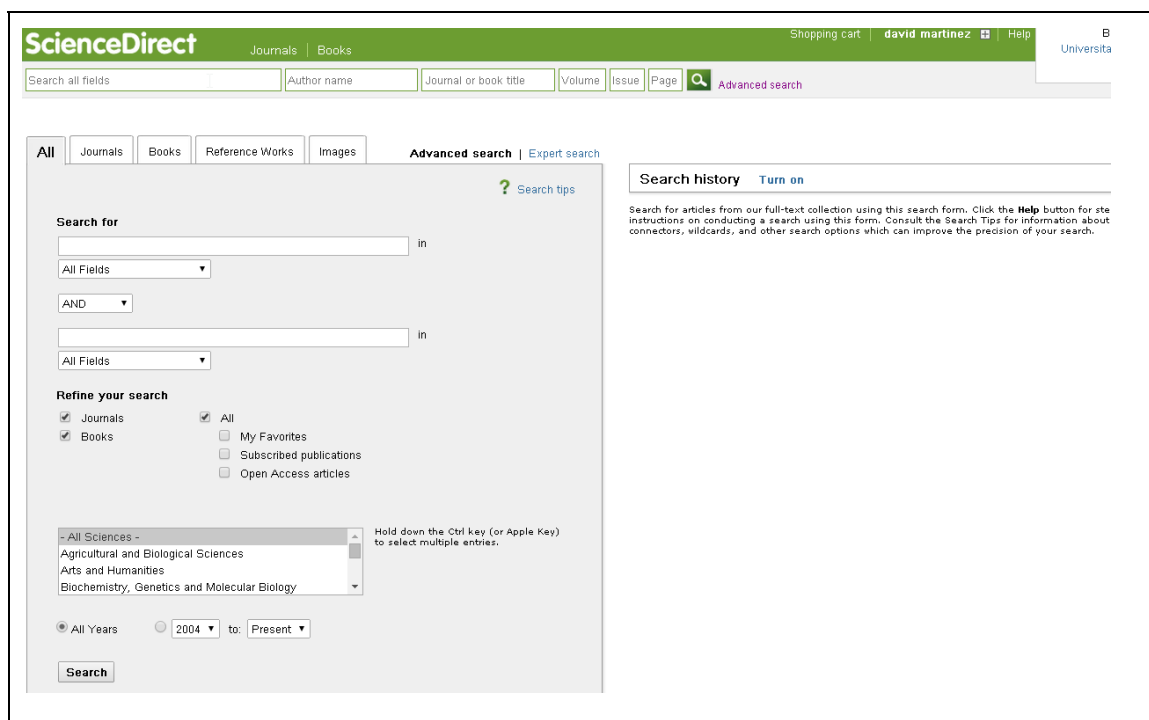 Shopping cart | david martinez | Help
B
ScienceDirect Journals | Books
Universita
Search all fields Author name Journal or book title Volume Issue Page Advanced search
All Journals Books Reference Works Images Advanced search | Expert search
? Search tips
Search for
in
All Fields
AND
in
All Fields
Refine your search
Journals All
Books My Favorites
Subscribed publications
Open Access articles
- All Sciences -
Agricultural and Biological Sciences
Arts and Humanities
Biochemistry, Genetics and Molecular Biology
Hold down the Ctrl key (or Apple Key)
to select multiple entries.
All Years 2004 to: Present
Search
Search history Turn on
Search for articles from our full-text collection using this search form. Click the Help button for ste
instructions on conducting a search using this form. Consult the Search Tips for information about
connectors, wildcards, and other search options which can improve the precision of your search.